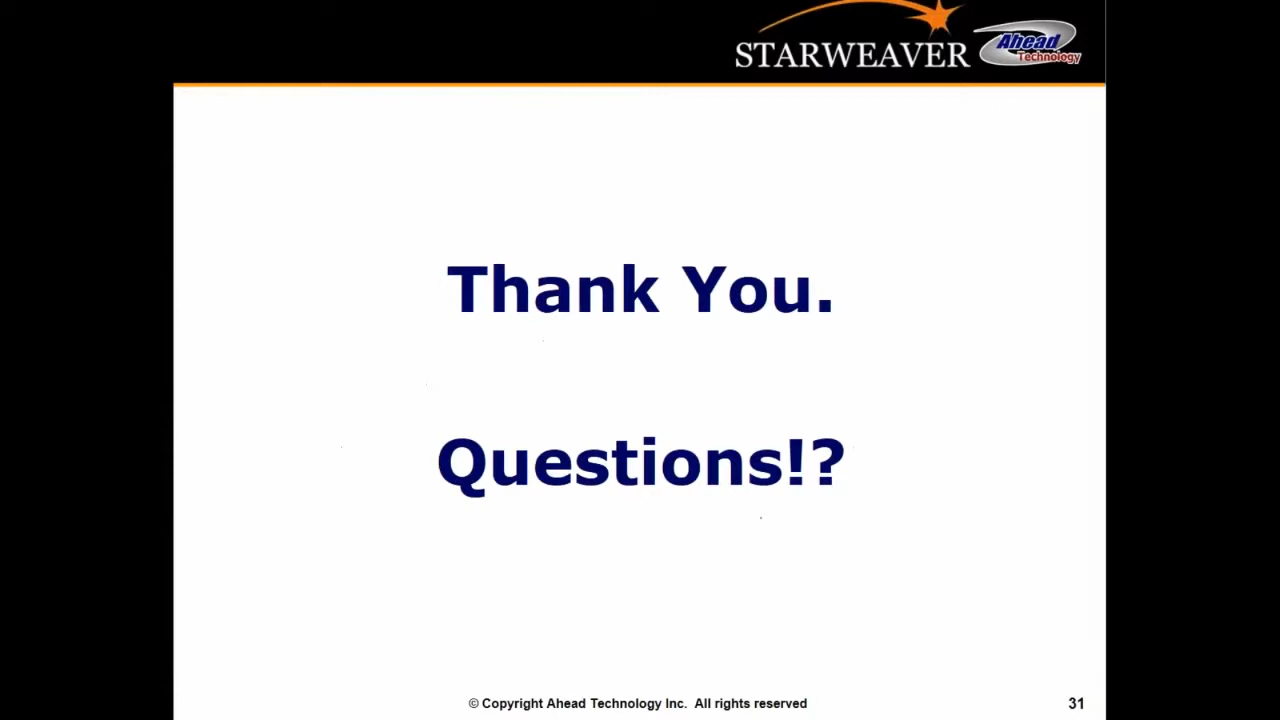 STARWEAVER
Ahead
Technology
Thank You.
Questions!?
© Copyright Ahead Technology Inc. All rights reserved
31